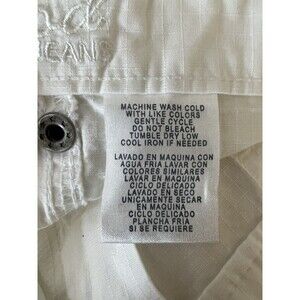 JEANS
MACHINE WASH COLD
WITH LIKE COLORS
GENTLE CYCLE
DO NOT BLEACH
TUMBLE DRY LOW
COOL IRON IF NEEDED
LAVADO EN MAQUINA CON
AGUA FRIA LAVAR CON
COLORES SIMILARES
LAVAR EN MAQUINA
CICLO DELICADO
LAVADO EN SECO
UNICAMENTE SECAR
EN MAQUINA
CICLO DELICADO
PLANCHA FRIA
SI SE REQUIERE